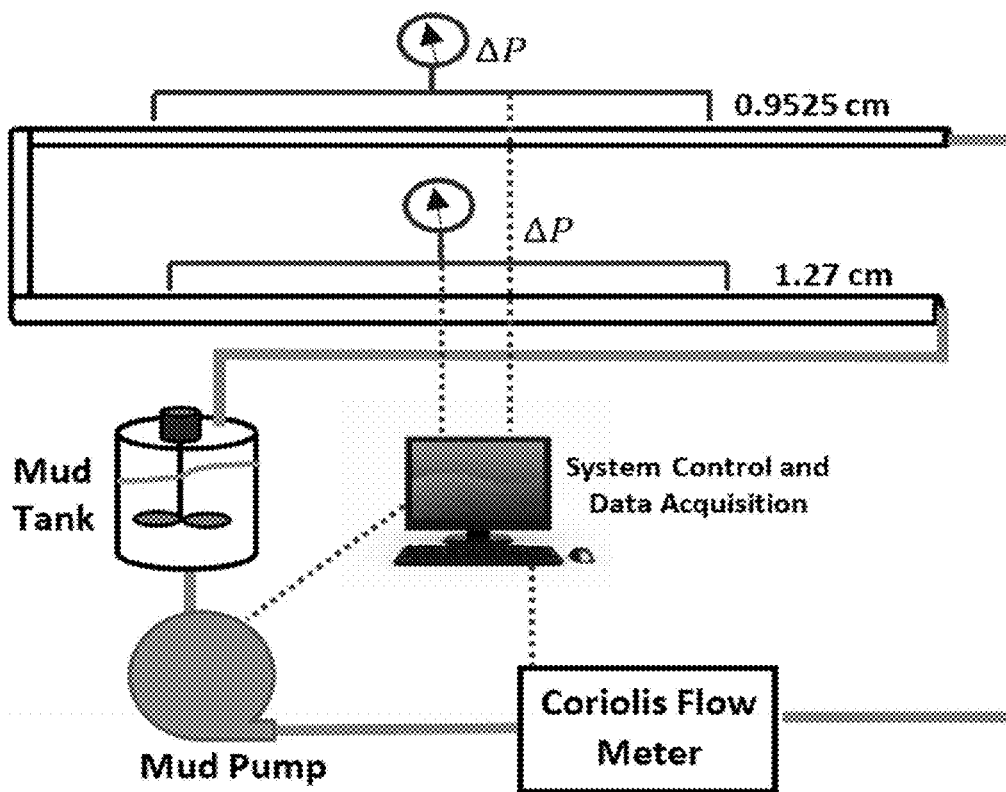 ΔP
0.9525 cm
ΔP
1.27 cm
Mud
Tank
System Control and
Data Acquisition
Coriolis Flow
Meter
Mud Pump